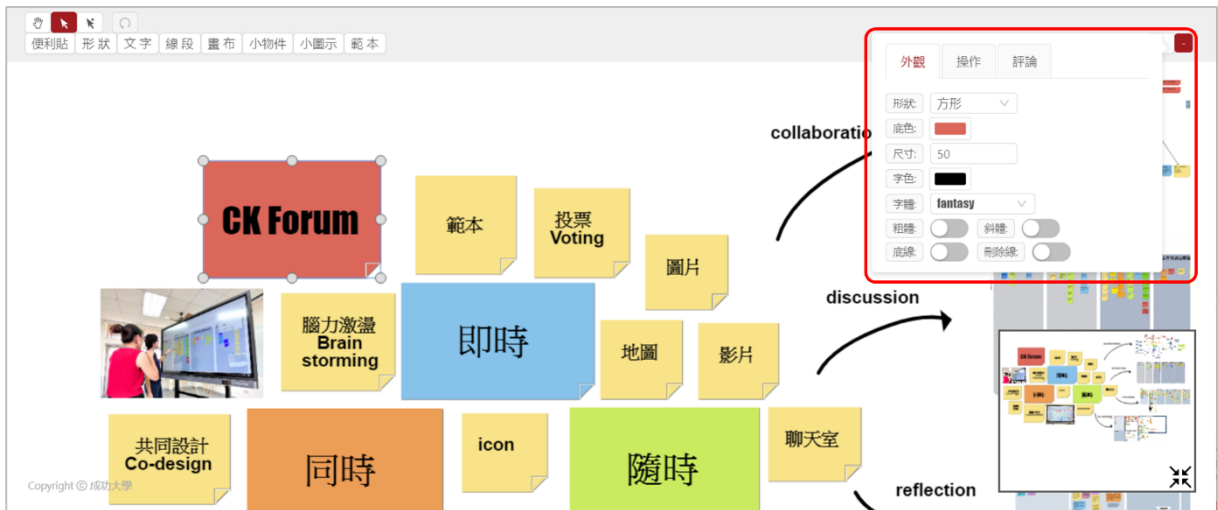 便利貼 形狀 文字 線段 畫布 小物件 小圖示 範本
-
外觀 操作 評論
形狀: 方形
底色:
尺寸: 50
字色:
字體: fantasy
粗體: 斜體:
底線: 刪除線:
collaboratio
CK Forum
範本
投票
Voting
圖片
discussion
腦力激盪
Brain
storming
即時
地圖
影片
共同設計
Co-design
同時
icon
隨時
聊天室
reflection
Copyright © 成功大學